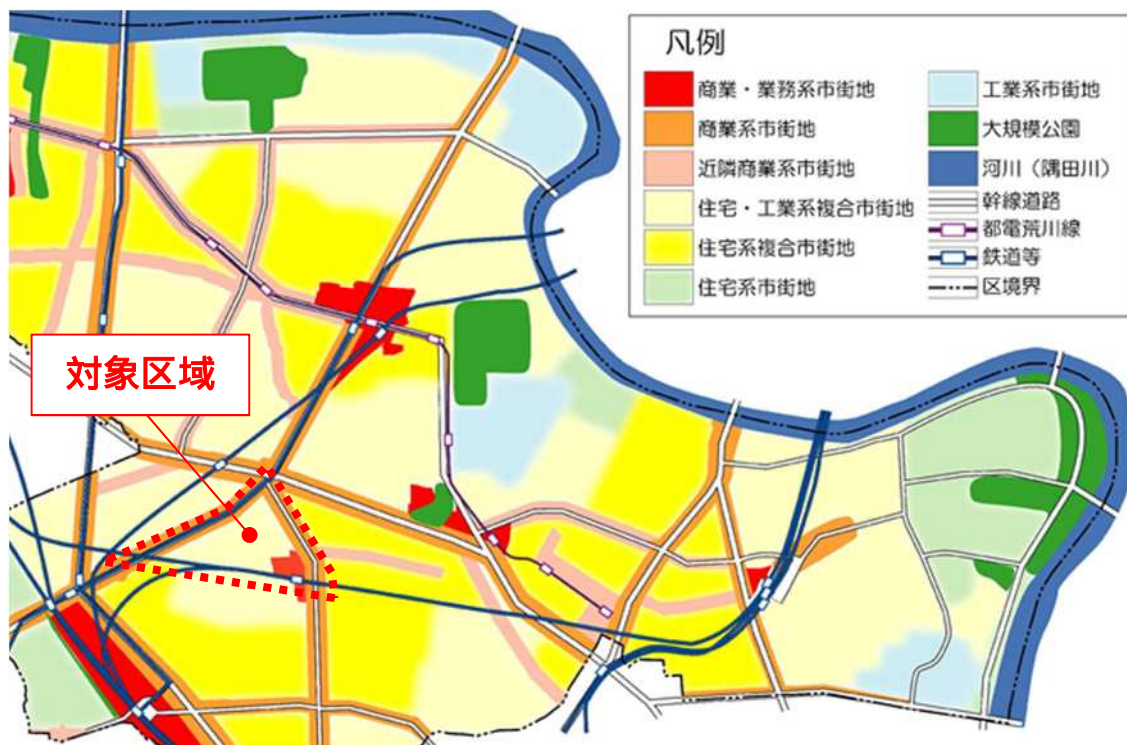 凡例
商業・業務系市街地
商業系市街地
近隣商業系市街地
住宅・工業系複合市街地
住宅系複合市街地
住宅系市街地
工業系市街地
大規模公園
河川（隅田川）
幹線道路
都電荒川線
鉄道等
区境界
対象区域